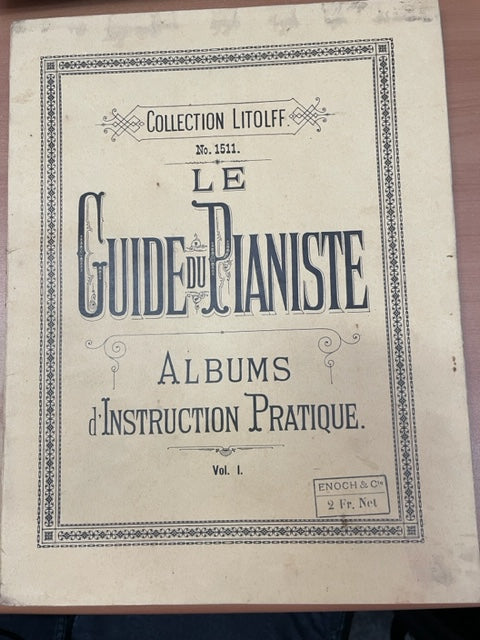 COLLECTION LITOLFF.
No. 1511.
LE
GUIDE DU PIANISTE
ALBUMS
d'INSTRUCTION PRATIQUE.
Vol. I.
ENOCH & Cie
2 Fr. Net